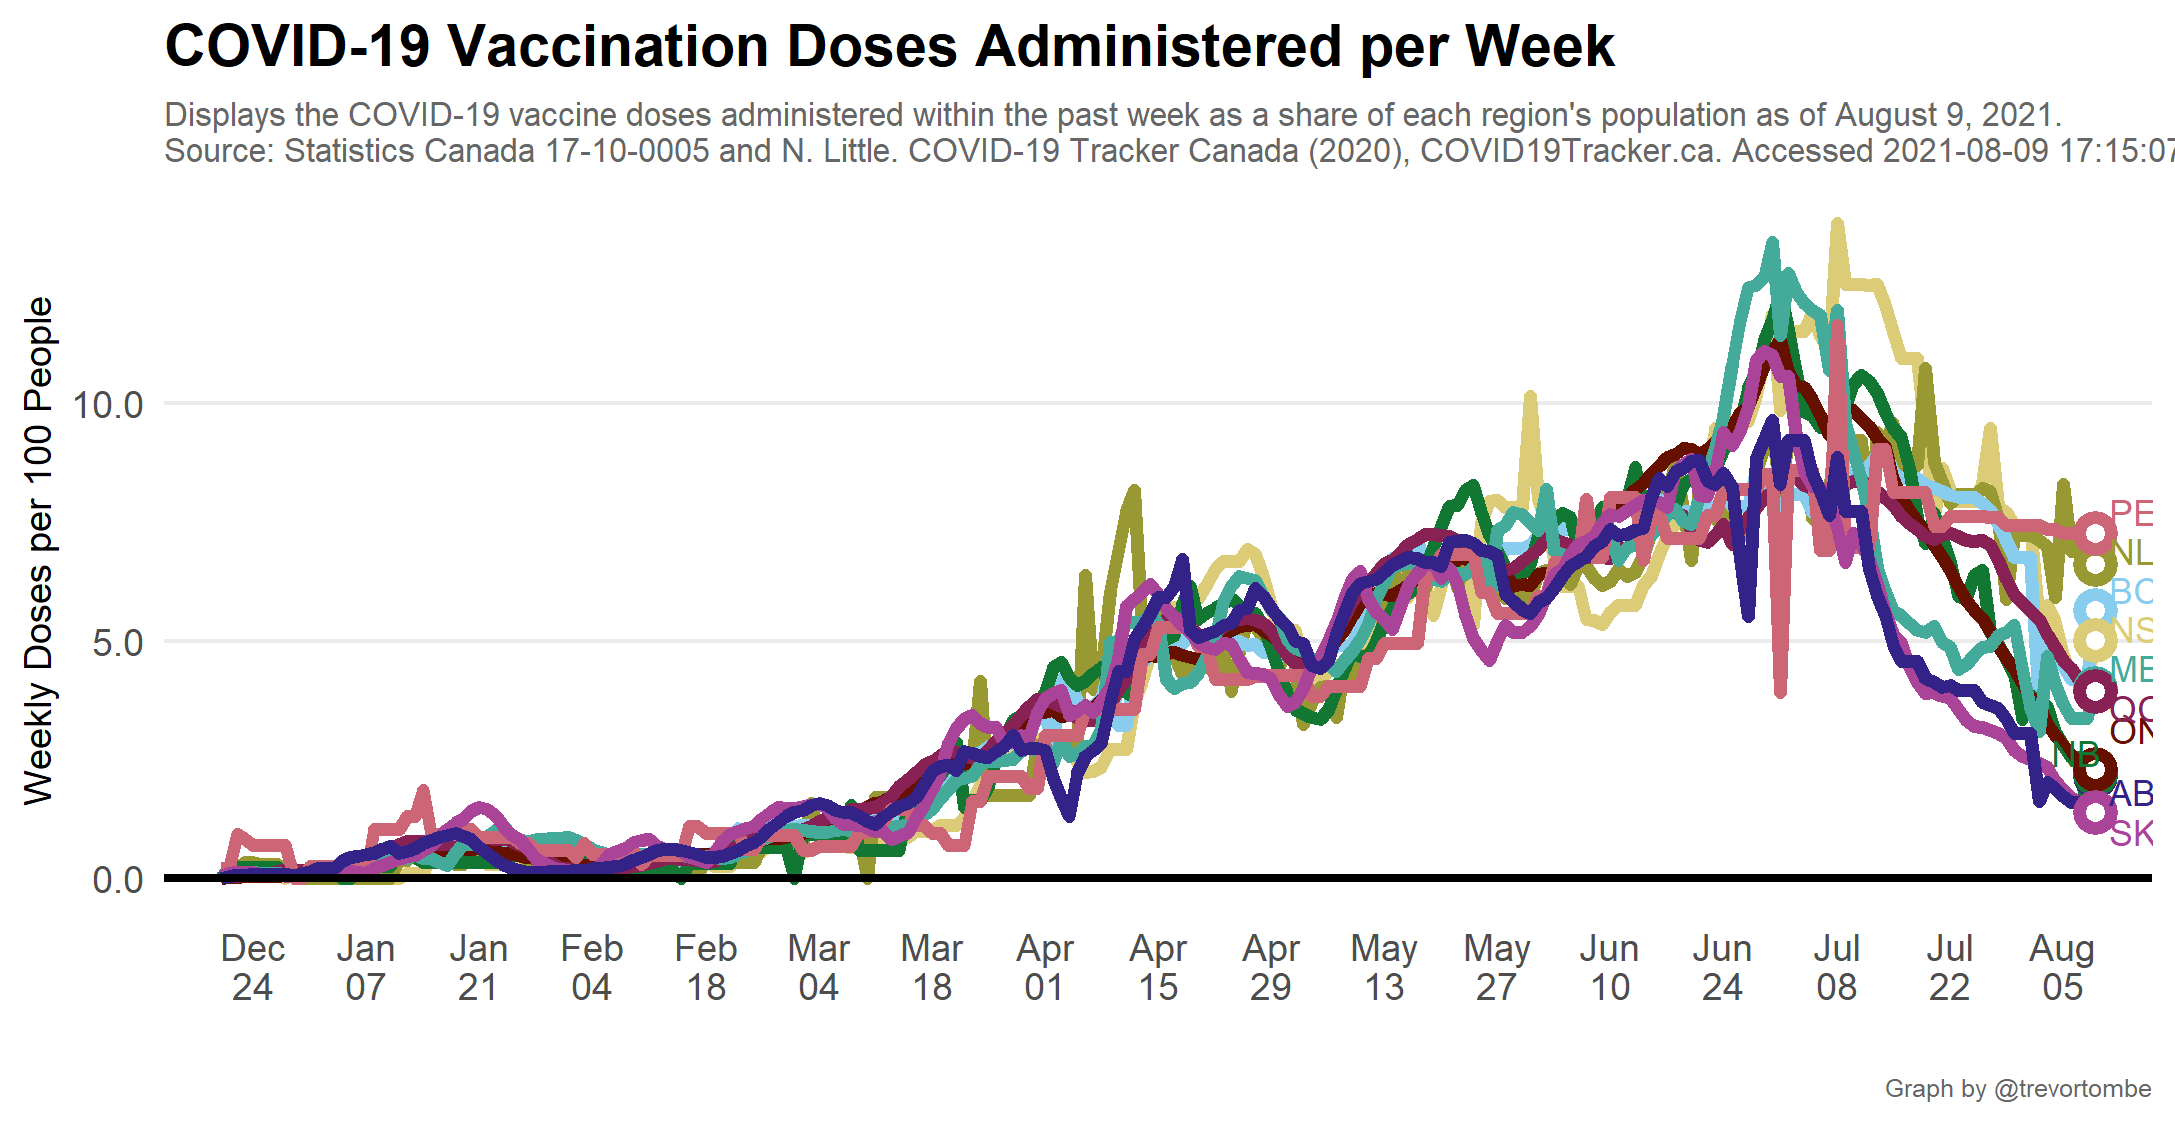 COVID-19 Vaccination Doses Administered per Week
Displays the COVID-19 vaccine doses administered within the past week as a share of each region's population as of August 9, 2021.
Source: Statistics Canada 17-10-0005 and N. Little. COVID-19 Tracker Canada (2020), COVID19Tracker.ca. Accessed 2021-08-09 17:15:07
Weekly Doses per 100 People
10.0
5.0
0.0
PE
NL
BC
NS
MB
QC
ON
NB
AB
SK
Dec Jan Jan Feb Feb Mar Mar Apr Apr Apr May May Jun Jun Jul Jul Aug
24 07 21 04 18 04 18 01 15 29 13 27 10 24 08 22 05
Graph by @trevortombe